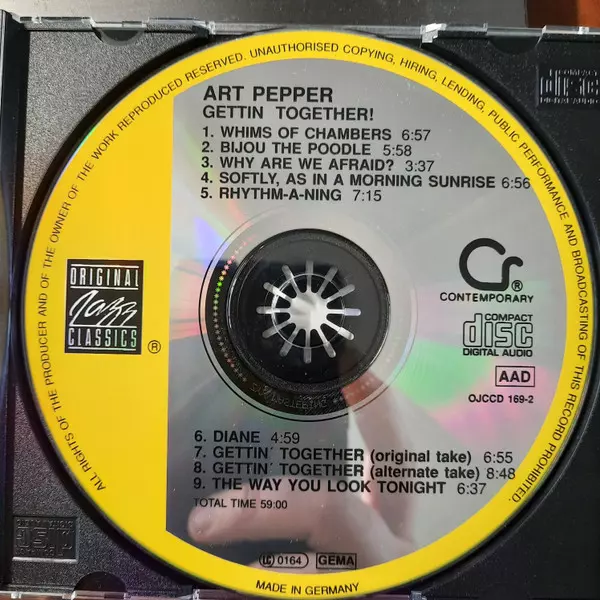 ALL RIGHTS OF THE PRODUCER AND OF THE OWNER OF THE WORK REPRODUCED RESERVED. UNAUTHORISED COPYING, HIRING, LENDING, PUBLIC PERFORMANCE AND BROADCASTING OF THIS RECORD PROHIBITED.
ART PEPPER
GETTIN TOGETHER!
1. WHIMS OF CHAMBERS 6:57
2. BIJOU THE POODLE 5:58
3. WHY ARE WE AFRAID? 3:37
4. SOFTLY, AS IN A MORNING SUNRISE 6:56
5. RHYTHM-A-NING 7:15
ORIGINAL
Jazz
CLASSICS
®
Cr®
CONTEMPORARY
COMPACT
disc
DIGITAL AUDIO
AAD
OJCCD 169-2
6. DIANE 4:59
7. GETTIN´ TOGETHER (original take) 6:55
8. GETTIN´ TOGETHER (alternate take) 8:48
9. THE WAY YOU LOOK TONIGHT 6:37
TOTAL TIME 59:00
LC 0164 GEMA
MADE IN GERMANY
COMPACT
disc
DIGITAL AUDIO